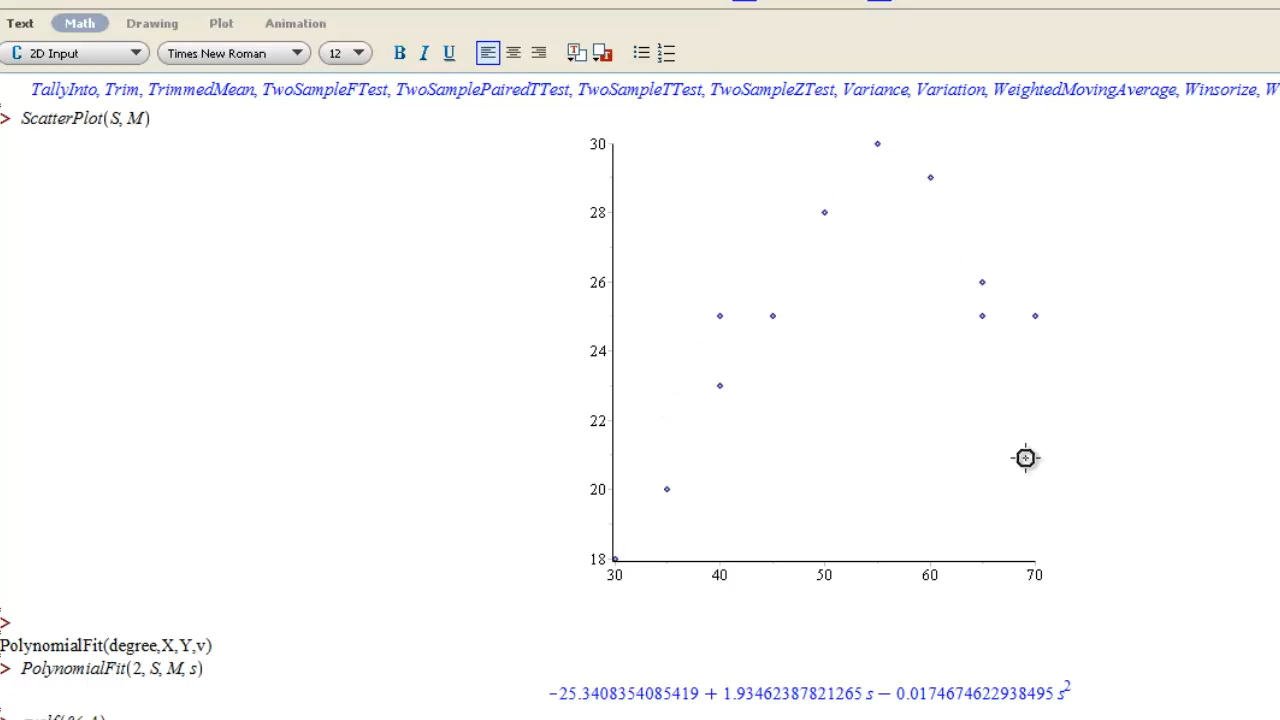 Text Math Drawing Plot Animation
C 2D Input Times New Roman 12 B I U
TallyInto, Trim, TrimmedMean, TwoSampleFTest, TwoSamplePairedTTest, TwoSampleTTest, TwoSampleZTest, Variance, Variation, WeightedMovingAverage, Winsorize, W
> ScatterPlot(S, M)
30
28
26
24
22
20
18
30 40 50 60 70
>
PolynomialFit(degree,X,Y,v)
> PolynomialFit(2, S, M, s)
−25.3408354085419 + 1.93462387821265 s − 0.0174674622938495 s²